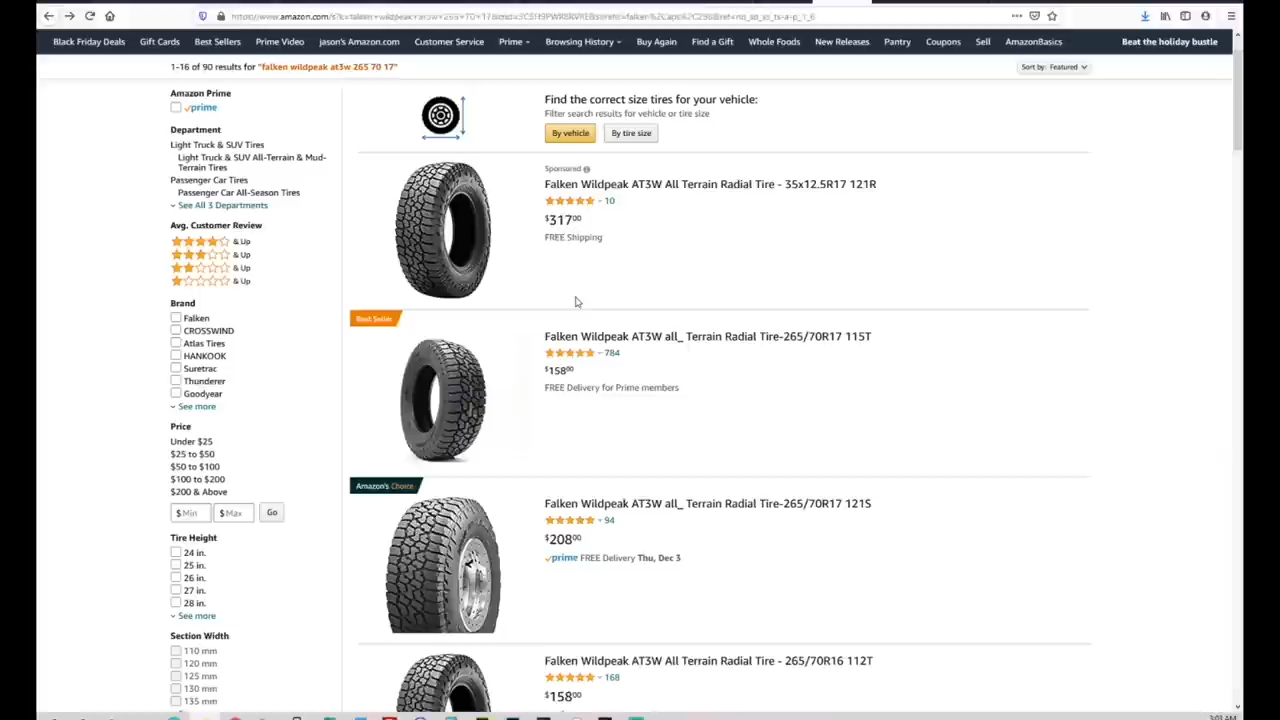 Black Friday Deals Gift Cards Best Sellers Prime Video jason's Amazon.com Customer Service Prime Browsing History Buy Again Find a Gift Whole Foods New Releases Pantry Coupons Sell AmazonBasics Beat the holiday bustle
1-16 of 90 results for "falken wildpeak at3w 265 70 17"
Sort by: Featured
Amazon Prime
prime
Department
Light Truck & SUV Tires
Light Truck & SUV All-Terrain & Mud-
Terrain Tires
Passenger Car Tires
Passenger Car All-Season Tires
See All 3 Departments
Avg. Customer Review
& Up
& Up
& Up
& Up
Brand
Falken
CROSSWIND
Atlas Tires
HANKOOK
Suretrac
Thunderer
Goodyear
See more
Price
Under $25
$25 to $50
$50 to $100
$100 to $200
$200 & Above
$ Min $ Max Go
Tire Height
24 in.
25 in.
26 in.
27 in.
28 in.
See more
Section Width
110 mm
120 mm
125 mm
130 mm
135 mm
Find the correct size tires for your vehicle:
Filter search results for vehicle or tire size
By vehicle By tire size
Sponsored
Falken Wildpeak AT3W All Terrain Radial Tire - 35x12.5R17 121R
10
$31700
FREE Shipping
Best Seller
Falken Wildpeak AT3W all_ Terrain Radial Tire-265/70R17 115T
784
FREE Delivery for Prime members
Amazon's Choice
Falken Wildpeak AT3W all_ Terrain Radial Tire-265/70R17 121S
94
$20800
prime FREE Delivery Thu, Dec 3
Falken Wildpeak AT3W All Terrain Radial Tire - 265/70R16 112T
168
$15800